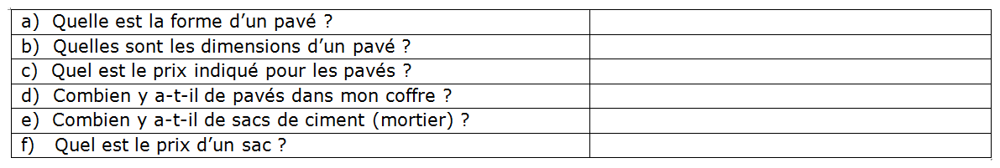 a) Quelle est la forme d’un pavé ?
b) Quelles sont les dimensions d’un pavé ?
c) Quel est le prix indiqué pour les pavés ?
d) Combien y a-t-il de pavés dans mon coffre ?
e) Combien y a-t-il de sacs de ciment (mortier) ?
f) Quel est le prix d’un sac ?